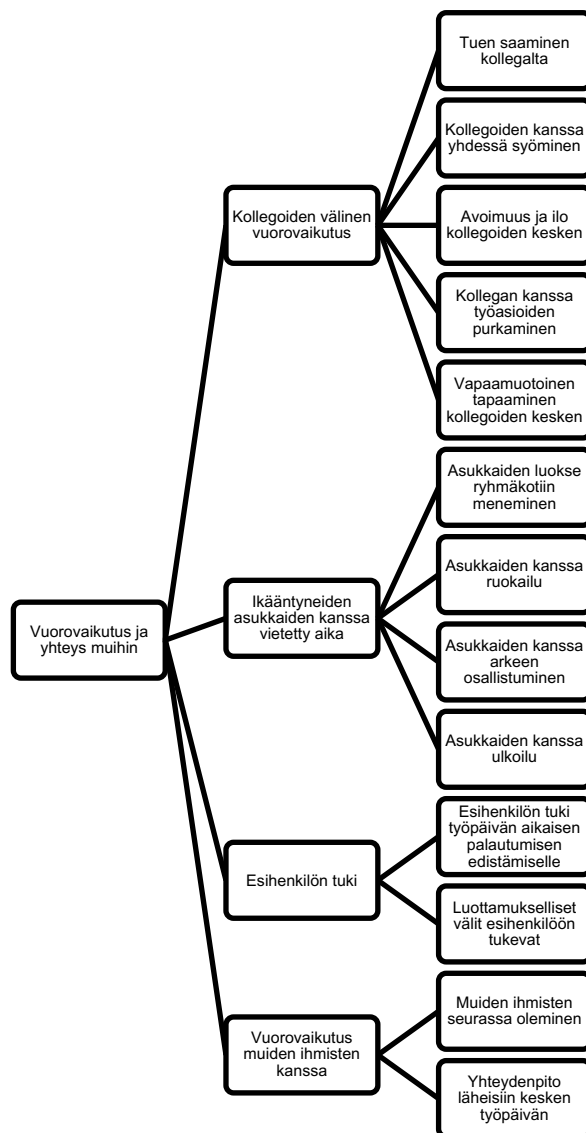 Vuorovaikutus ja
yhteys muihin
Kollegoiden välinen
vuorovaikutus
Tuen saaminen
kollegalta
Kollegoiden kanssa
yhdessä syöminen
Avoimuus ja ilo
kollegoiden kesken
Kollegan kanssa
työasioiden
purkaminen
Vapaamuotoinen
tapaaminen
kollegoiden kesken
Ikääntyneiden
asukkaiden kanssa
vietetty aika
Asukkaiden luokse
ryhmäkotiin
meneminen
Asukkaiden kanssa
ruokailu
Asukkaiden kanssa
arkeen
osallistuminen
Asukkaiden kanssa
ulkoilu
Esihenkilön tuki
Esihenkilön tuki
työpäivän aikaisen
palautumisen
edistämiselle
Luottamukselliset
välit esihenkilöön
tukevat
Vuorovaikutus
muiden ihmisten
kanssa
Muiden ihmisten
seurassa oleminen
Yhteydenpito
läheisiin kesken
työpäivän